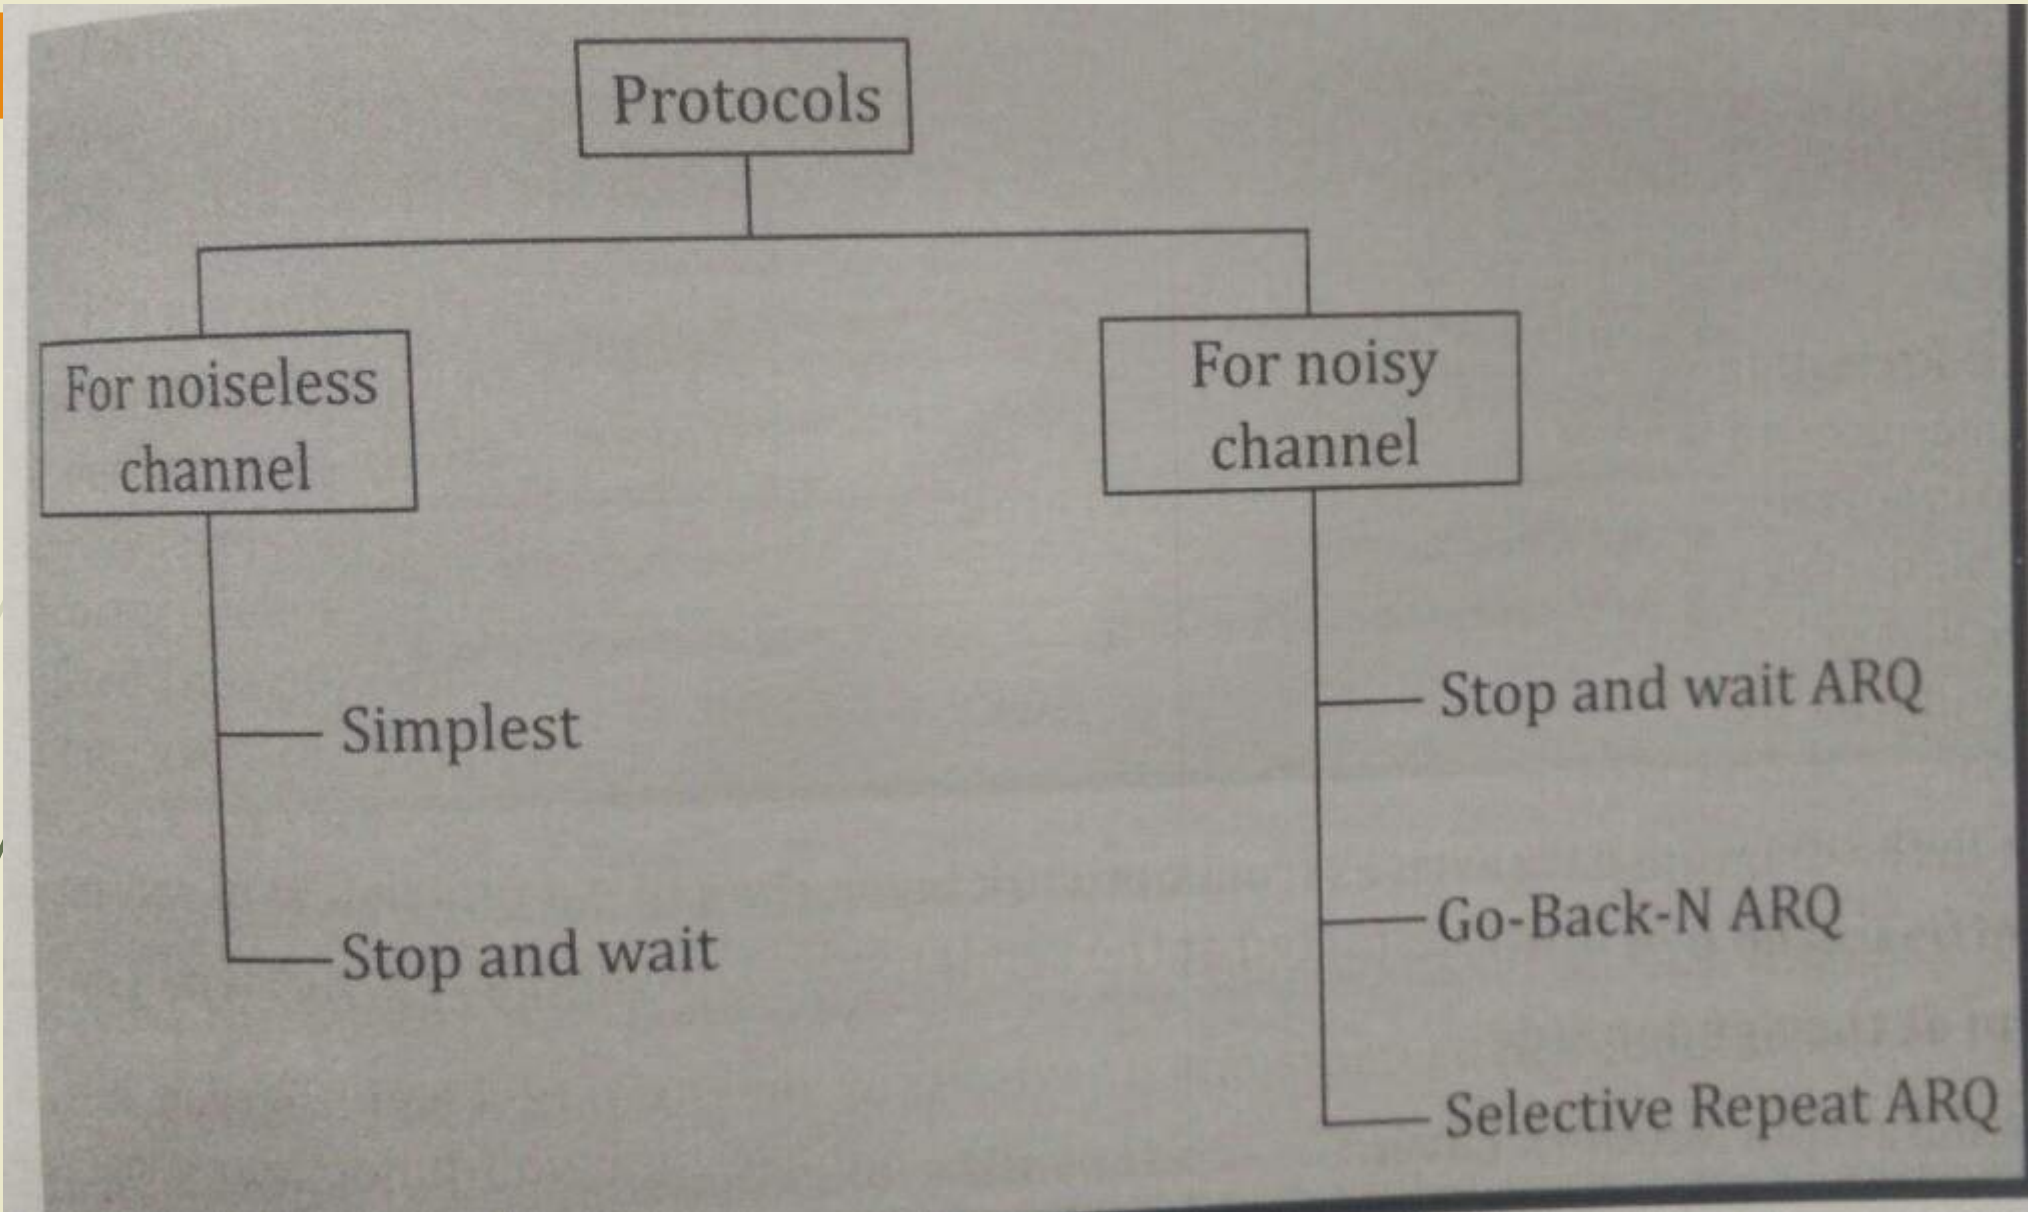 Protocols
For noiseless
channel
For noisy
channel
Simplest
Stop and wait
Stop and wait ARQ
Go-Back-N ARQ
Selective Repeat ARQ